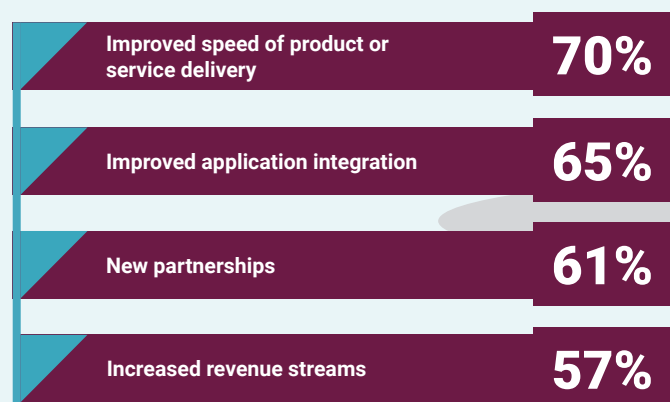 Improved speed of product or
service delivery
70%
Improved application integration
65%
New partnerships
61%
Increased revenue streams
57%